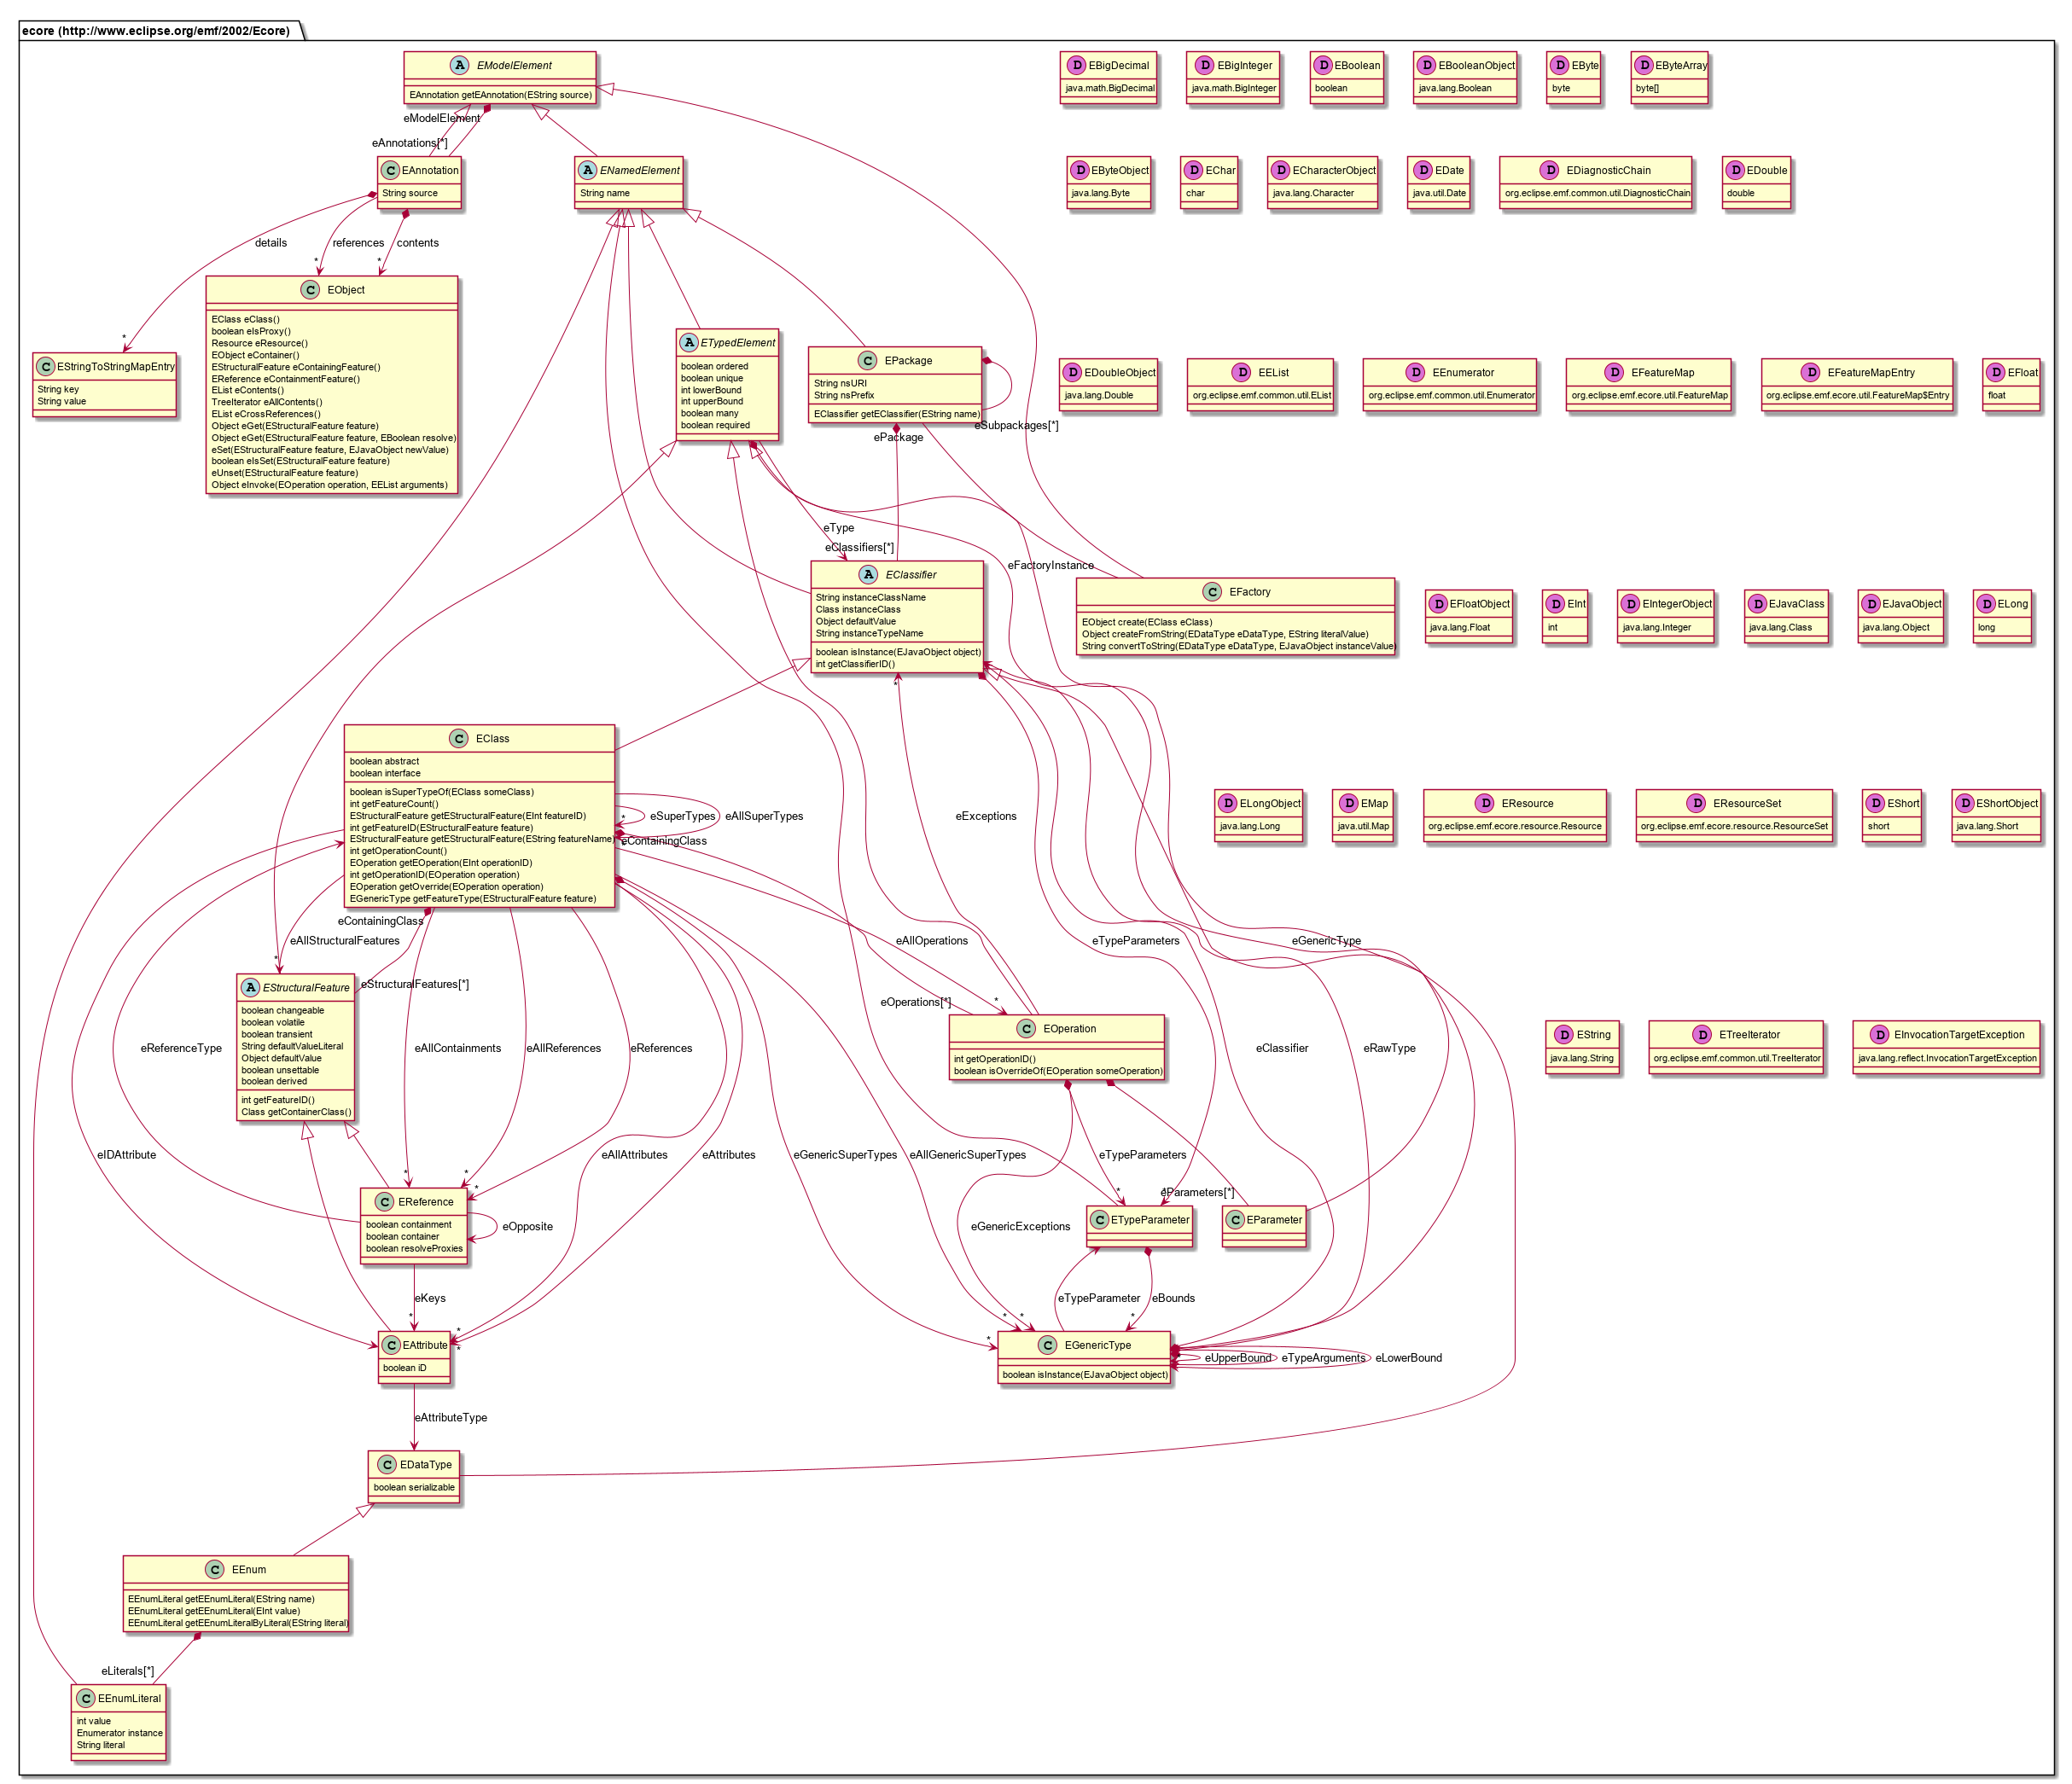 ecore (http://www.eclipse.org/emf/2002/Ecore)
A EModelElement
EAnnotation getEAnnotation(EString source)
D EBigDecimal
java.math.BigDecimal
D EBigInteger
java.math.BigInteger
D EBoolean
boolean
D EBooleanObject
java.lang.Boolean
D EByte
byte
D EByteArray
byte[]
eModelElement
eAnnotations[*]
C EAnnotation
String source
A ENamedElement
String name
D EByteObject
java.lang.Byte
D EChar
char
D ECharacterObject
java.lang.Character
D EDate
java.util.Date
D EDiagnosticChain
org.eclipse.emf.common.util.DiagnosticChain
D EDouble
double
details
references
contents
*
*
*
C EObject
EClass eClass()
boolean eIsProxy()
Resource eResource()
EObject eContainer()
EStructuralFeature eContainingFeature()
EReference eContainmentFeature()
EList eContents()
TreeIterator eAllContents()
EList eCrossReferences()
Object eGet(EStructuralFeature feature)
Object eGet(EStructuralFeature feature, EBoolean resolve)
eSet(EStructuralFeature feature, EJavaObject newValue)
boolean eIsSet(EStructuralFeature feature)
eUnset(EStructuralFeature feature)
Object eInvoke(EOperation operation, EEList arguments)
C EStringToStringMapEntry
String key
String value
A ETypedElement
boolean ordered
boolean unique
int lowerBound
int upperBound
boolean many
boolean required
C EPackage
String nsURI
String nsPrefix
EClassifier getEClassifier(EString name)
ePackage
eSubpackages[*]
D EDoubleObject
java.lang.Double
D EEList
org.eclipse.emf.common.util.EList
D EEnumerator
org.eclipse.emf.common.util.Enumerator
D EFeatureMap
org.eclipse.emf.ecore.util.FeatureMap
D EFeatureMapEntry
org.eclipse.emf.ecore.util.FeatureMap$Entry
D EFloat
float
eType
eClassifiers[*]
eFactoryInstance
A EClassifier
String instanceClassName
Class instanceClass
Object defaultValue
String instanceTypeName
boolean isInstance(EJavaObject object)
int getClassifierID()
C EFactory
EObject create(EClass eClass)
Object createFromString(EDataType eDataType, EString literalValue)
String convertToString(EDataType eDataType, EJavaObject instanceValue)
D EFloatObject
java.lang.Float
D EInt
int
D EIntegerObject
java.lang.Integer
D EJavaClass
java.lang.Class
D EJavaObject
java.lang.Object
D ELong
long
*
C EClass
boolean abstract
boolean interface
boolean isSuperTypeOf(EClass someClass)
int getFeatureCount()
EStructuralFeature getEStructuralFeature(EInt featureID)
int getFeatureID(EStructuralFeature feature)
EStructuralFeature getEStructuralFeature(EString featureName)
int getOperationCount()
EOperation getEOperation(EInt operationID)
int getOperationID(EOperation operation)
EOperation getOverride(EOperation operation)
EGenericType getFeatureType(EStructuralFeature feature)
*
eSuperTypes
eAllSuperTypes
eContainingClass
eExceptions
D ELongObject
java.lang.Long
D EMap
java.util.Map
D EResource
org.eclipse.emf.ecore.resource.Resource
D EResourceSet
org.eclipse.emf.ecore.resource.ResourceSet
D EShort
short
D EShortObject
java.lang.Short
eContainingClass
eAllStructuralFeatures
*
eStructuralFeatures[*]
eAllOperations
eOperations[*]
*
eTypeParameters
eGenericType
A EStructuralFeature
boolean changeable
boolean volatile
boolean transient
String defaultValueLiteral
Object defaultValue
boolean unsettable
boolean derived
int getFeatureID()
Class getContainerClass()
eReferenceType
eAllContainments
eAllReferences
eReferences
C EOperation
int getOperationID()
boolean isOverrideOf(EOperation someOperation)
eClassifier
eRawType
D EString
java.lang.String
D ETreeIterator
org.eclipse.emf.common.util.TreeIterator
D EInvocationTargetException
java.lang.reflect.InvocationTargetException
eIDAttribute
eAllAttributes
eAttributes
eGenericSuperTypes
eAllGenericSuperTypes
eTypeParameters
*
*
*
*
eParameters[*]
C EReference
boolean containment
boolean container
boolean resolveProxies
eOpposite
eGenericExceptions
C ETypeParameter
C EParameter
eKeys
eTypeParameter
eBounds
*
*
*
*
*
*
*
C EAttribute
boolean iD
C EGenericType
boolean isInstance(EJavaObject object)
eUpperBound
eTypeArguments
eLowerBound
eAttributeType
C EDataType
boolean serializable
C EEnum
EEnumLiteral getEEnumLiteral(EString name)
EEnumLiteral getEEnumLiteral(EInt value)
EEnumLiteral getEEnumLiteralByLiteral(EString literal)
eLiterals[*]
C EEnumLiteral
int value
Enumerator instance
String literal